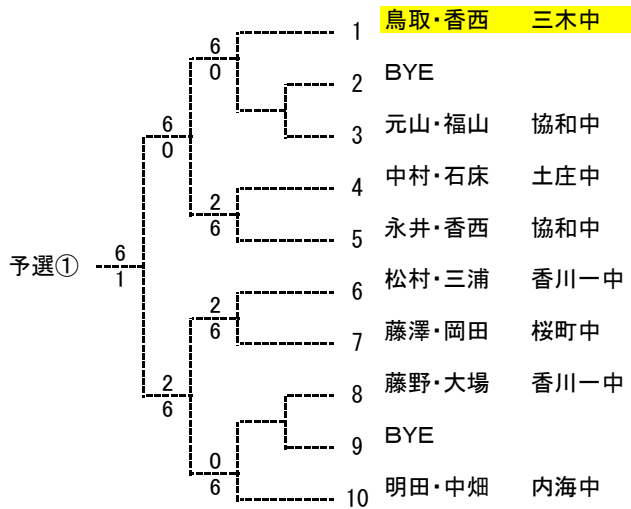 1 鳥取・香西 三木中
6
0
2 BYE
3 元山・福山 協和中
6
0
4 中村・石床 土庄中
2
6
5 永井・香西 協和中
予選① 6
1
6 松村・三浦 香川一中
2
6
7 藤澤・岡田 桜町中
2
6
8 藤野・大場 香川一中
9 BYE
0
6
10 明田・中畑 内海中